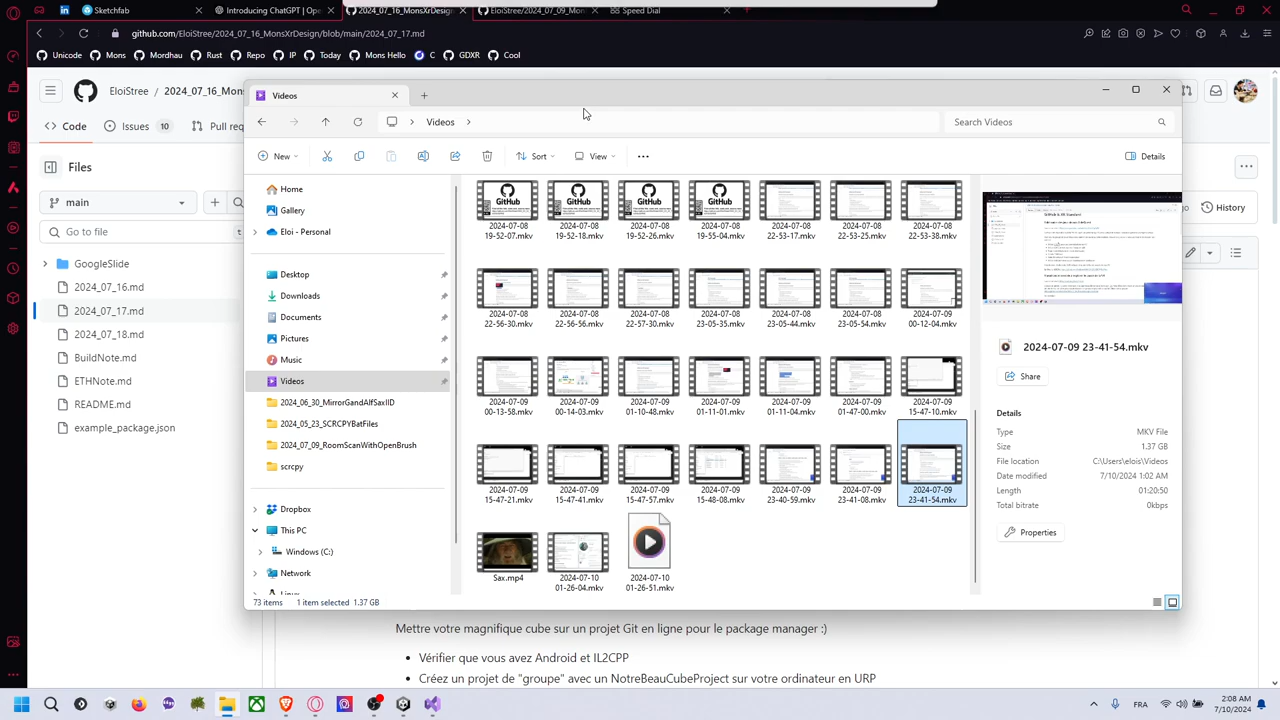 Sketchfab
Introducing ChatGPT | Ope
2024_07_16_MonsXrDesign
EloiStree/2024_07_09_Mon
Speed Dial
github.com/EloiStree/2024_07_16_MonsXrDesign/blob/main/2024_07_17.md
Unicode
Mons
Mordhau
Rust
Repo
IP
Today
Mons Hello
C
GDXR
Cool
EloiStree / 2024_07_16_Mons
Code
Issues 10
Pull req
Files
main
Go to file
t
GoogleSlide
2024_07_16.md
2024_07_17.md
2024_07_18.md
BuildNote.md
ETHNote.md
README.md
example_package.json
History
Videos
Videos
Search Videos
New
Sort
View
Details
Home
Gallery
Eloi - Personal
Desktop
Downloads
Documents
Pictures
Music
Videos
2024_06_30_MirrorGandAlfSaxIID
2024_05_23_SCRCPYBatFiles
2024_07_09_RoomScanWithOpenBrush
scrcpy
Dropbox
This PC
Windows (C:)
Network
Linux
GitHub GitHub GitHub GitHub
2024-07-08 19-52-07.mkv
2024-07-08 19-52-18.mkv
2024-07-08 19-52-26.mkv
2024-07-08 19-55-04.mkv
2024-07-08 22-53-17.mkv
2024-07-08 22-53-38.mkv
2024-07-08 22-56-30.mkv
2024-07-08 22-56-56.mkv
2024-07-08 22-57-30.mkv
2024-07-08 23-05-35.mkv
2024-07-08 23-05-44.mkv
2024-07-08 23-05-54.mkv
2024-07-09 00-12-04.mkv
2024-07-09 00-13-58.mkv
2024-07-09 00-14-03.mkv
2024-07-09 01-10-48.mkv
2024-07-09 01-11-01.mkv
2024-07-09 01-11-04.mkv
2024-07-09 01-47-00.mkv
2024-07-09 15-47-10.mkv
2024-07-09 15-47-21.mkv
2024-07-09 15-47-41.mkv
2024-07-09 15-47-57.mkv
2024-07-09 15-48-08.mkv
2024-07-09 23-40-59.mkv
2024-07-09 23-41-08.mkv
2024-07-09 23-41-54.mkv
Sax.mp4
2024-07-10 01-26-04.mkv
2024-07-10 01-26-51.mkv
2024-07-09 23-41-54.mkv
Share
Details
Type MKV File
Size 1.37 GB
File location C:\Users\elois\Videos
Date modified 7/10/2024 1:02 AM
Length 01:20:50
Total bitrate 0kbps
Properties
73 items 1 item selected 1.37 GB
Mettre votre magnifique cube sur un projet Git en ligne pour le package manager :)
• Vérifier que vous avez Android et IL2CPP
• Créez un projet de "groupe" avec un NotreBeauCubeProject sur votre ordinateur en URP
FRA
2:08 AM
7/10/2024